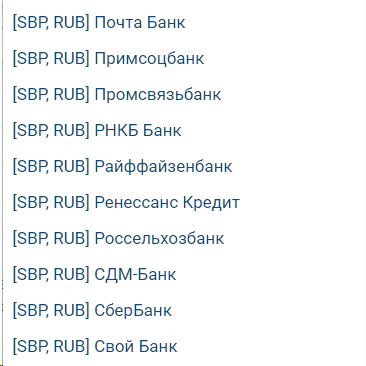 [SBP, RUB] Почта Банк
[SBP, RUB] Примсоцбанк
[SBP, RUB] Промсвязьбанк
[SBP, RUB] РНКБ Банк
[SBP, RUB] Райффайзенбанк
[SBP, RUB] Ренессанс Кредит
[SBP, RUB] Россельхозбанк
[SBP, RUB] СДМ-Банк
[SBP, RUB] СберБанк
[SBP, RUB] Свой Банк